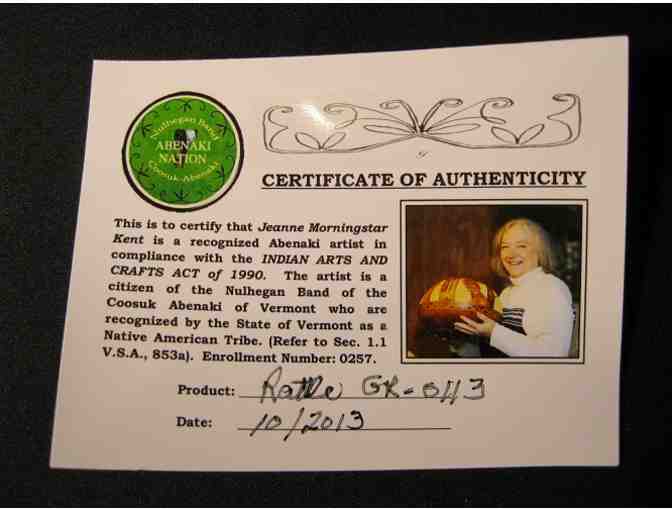 Nulhegan Band
ABENAKI
NATION
Coosuk-Abenaki
CERTIFICATE OF AUTHENTICITY
This is to certify that Jeanne Morningstar
Kent is a recognized Abenaki artist in
compliance with the INDIAN ARTS AND
CRAFTS ACT of 1990. The artist is a
citizen of the Nulhegan Band of the
Coosuk Abenaki of Vermont who are
recognized by the State of Vermont as a
Native American Tribe. (Refer to Sec. 1.1
V.S.A., 853a). Enrollment Number: 0257.
Product: Rattle GR-0113
Date: 10/2013